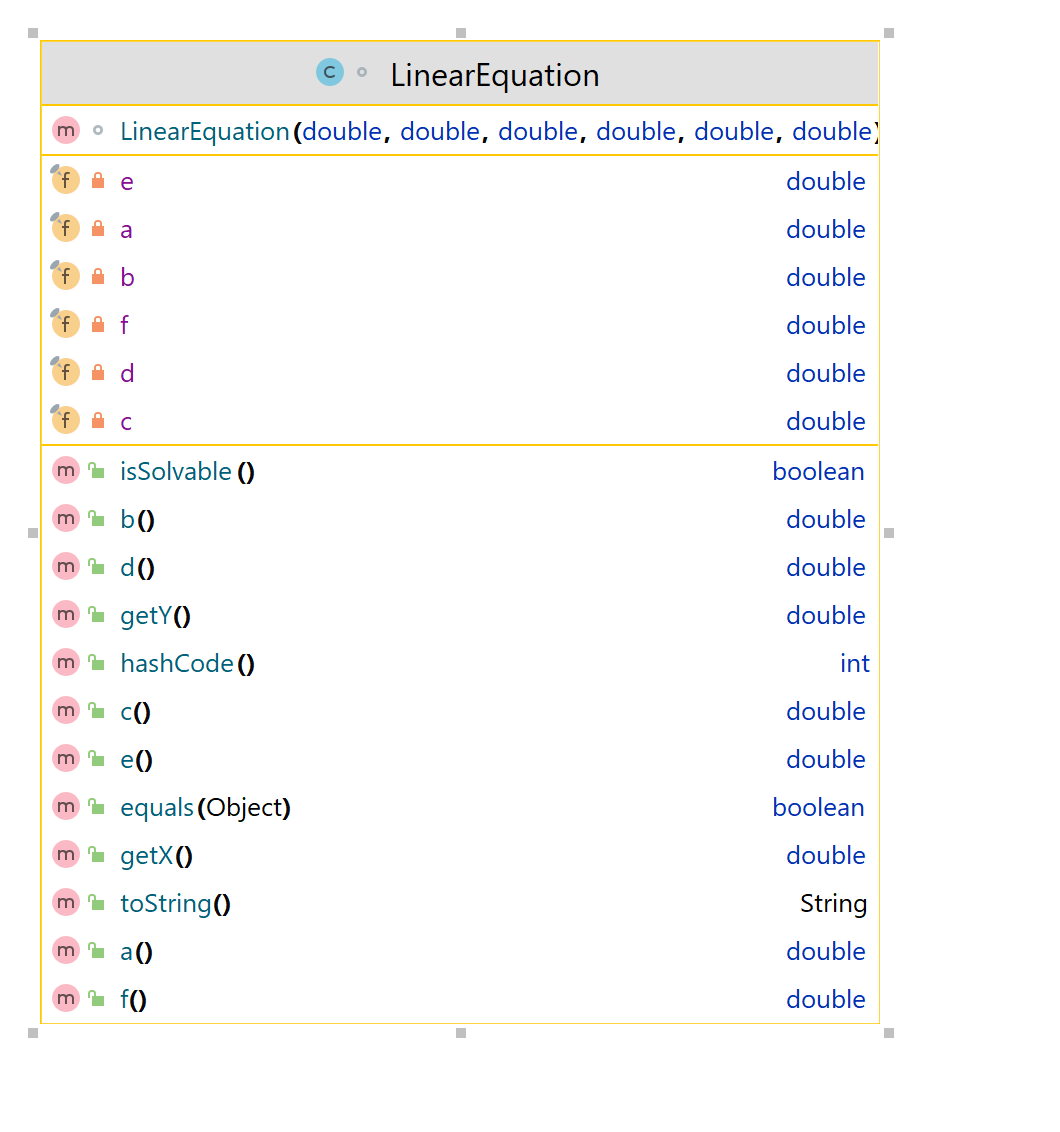 C LinearEquation
m LinearEquation(double, double, double, double, double, double)
f e double
f a double
f b double
f f double
f d double
f c double
m isSolvable() boolean
m b() double
m d() double
m getY() double
m hashCode() int
m c() double
m e() double
m equals(Object) boolean
m getX() double
m toString() String
m a() double
m f() double